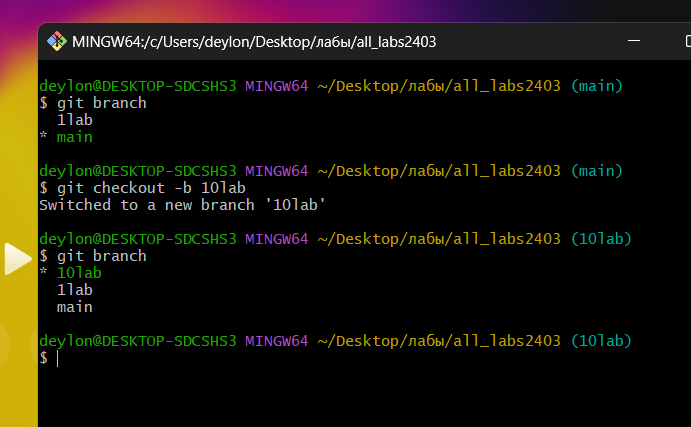 MINGW64:/c/Users/deylon/Desktop/лабы/all_labs2403
deylon@DESKTOP-SDCSHS3 MINGW64 ~/Desktop/лабы/all_labs2403 (main)
$ git branch
  1lab
* main
deylon@DESKTOP-SDCSHS3 MINGW64 ~/Desktop/лабы/all_labs2403 (main)
$ git checkout -b 10lab
Switched to a new branch '10lab'
deylon@DESKTOP-SDCSHS3 MINGW64 ~/Desktop/лабы/all_labs2403 (10lab)
$ git branch
* 10lab
  1lab
  main
deylon@DESKTOP-SDCSHS3 MINGW64 ~/Desktop/лабы/all_labs2403 (10lab)
$